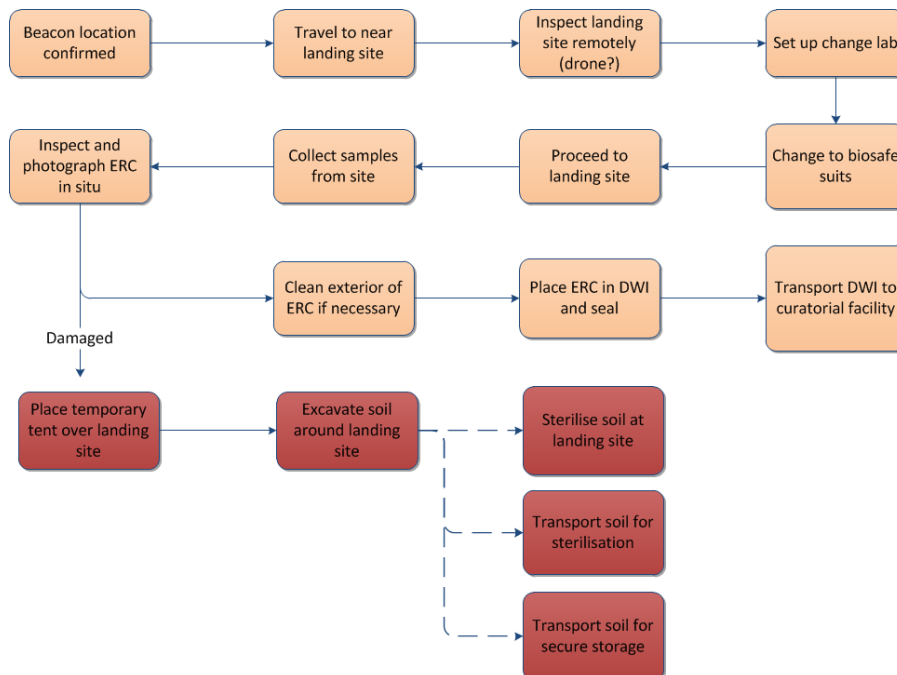 Beacon location
confirmed
Travel to near
landing site
Inspect landing
site remotely
(drone?)
Set up change lab
Inspect and
photograph ERC
in situ
Collect samples
from site
Proceed to
landing site
Change to biosafe
suits
Clean exterior of
ERC if necessary
Place ERC in DWI
and seal
Transport DWI to
curatorial facility
Damaged
Place temporary
tent over landing
site
Excavate soil
around landing
site
Sterilise soil at
landing site
Transport soil for
sterilisation
Transport soil for
secure storage